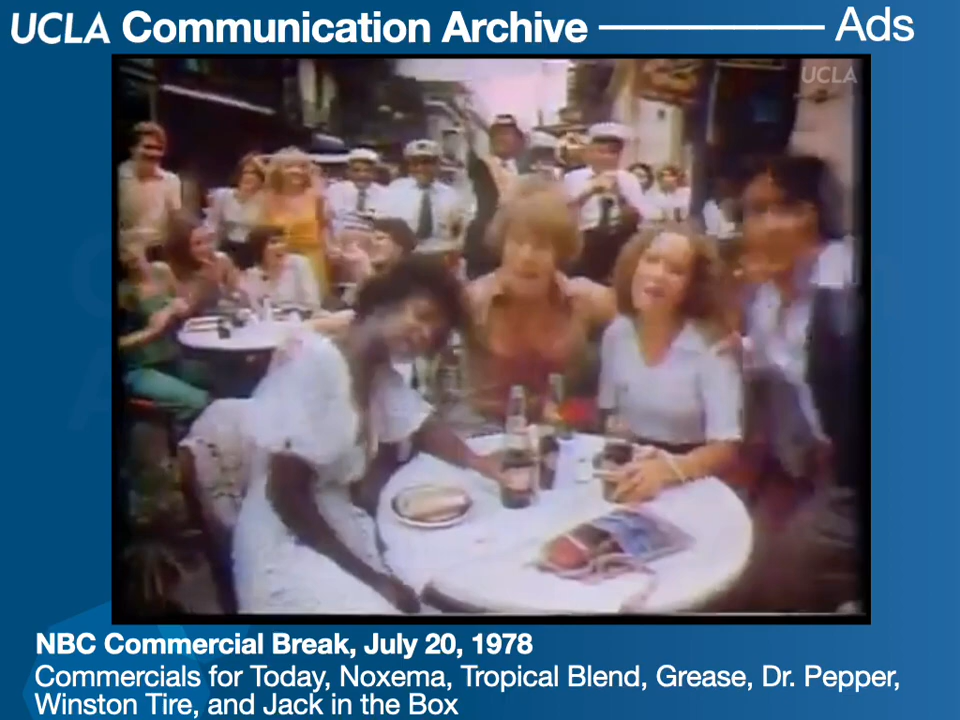 UCLA Communication Archive Ads
UCLA
NBC Commercial Break, July 20, 1978
Commercials for Today, Noxema, Tropical Blend, Grease, Dr. Pepper,
Winston Tire, and Jack in the Box